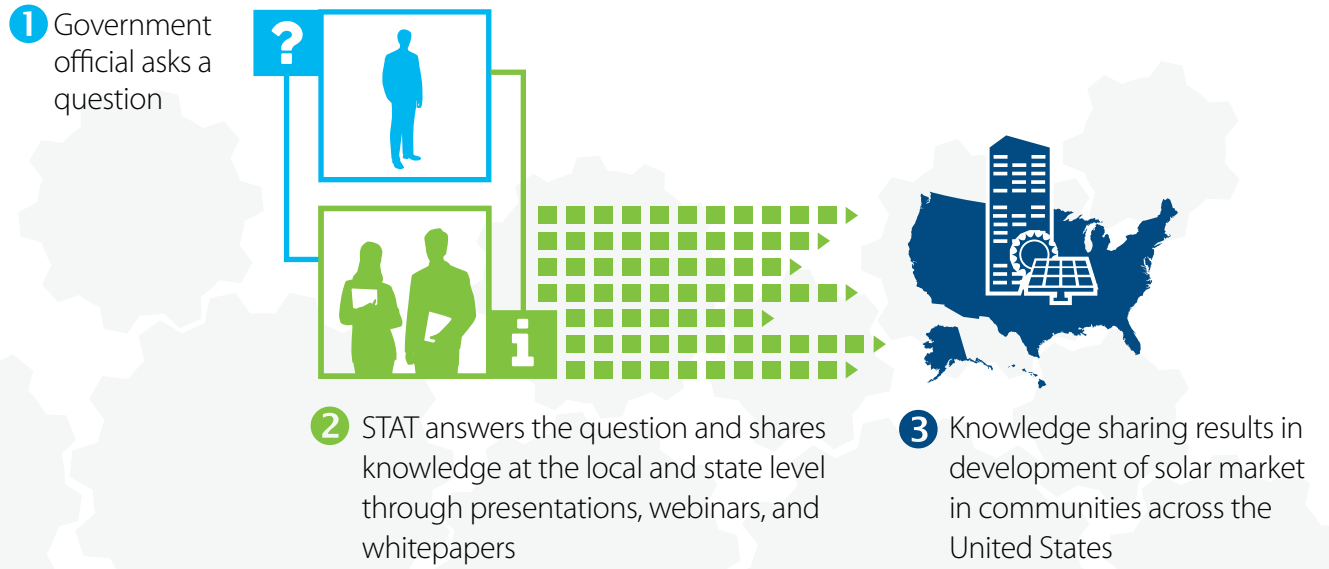 1 Government
official asks a
question
?
i
2 STAT answers the question and shares
knowledge at the local and state level
through presentations, webinars, and
whitepapers
3 Knowledge sharing results in
development of solar market
in communities across the
United States